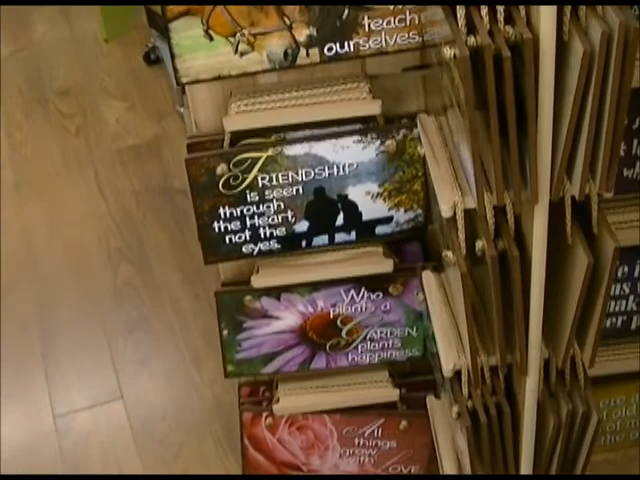 teach
ourselves.
FRIENDSHIP
is seen
through
the Heart,
not the
eyes.
Who
plants a
GARDEN,
plants
happiness.
All
things
grow
with
LOVE